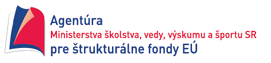 Agentúra
Ministerstva školstva, vedy, výskumu a športu SR
pre štrukturálne fondy EÚ